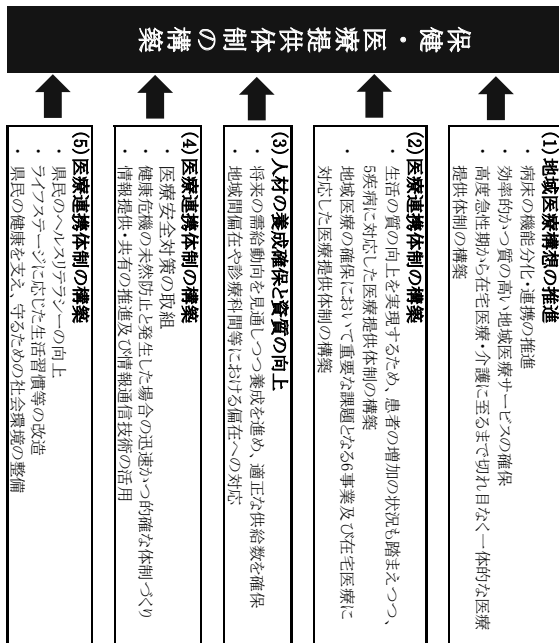 保健・医療提供体制の構築
(1) 地域医療構想の推進
・ 病床の機能分化・連携の推進
・ 効率的かつ質の高い地域医療サービスの確保
・ 高度急性期から在宅医療・介護に至るまで切れ目なく一体的な医療
提供体制の構築
(2) 医療連携体制の構築
・ 生活の質の向上を実現するため、患者の増加の状況も踏まえつつ、
5疾病に対応した医療提供体制の構築
・ 地域医療の確保において重要な課題となる6事業及び在宅医療に
対応した医療提供体制の構築
(3) 人材の養成確保と資質の向上
・ 将来の需給動向を見通しつつ養成を進め、適正な供給数を確保
・ 地域間偏在や診療科間等における偏在への対応
(4) 医療連携体制の構築
・ 医療安全対策の取組
・ 健康危機の未然防止と発生した場合の迅速かつ的確な体制づくり
・ 情報提供・共有の推進及び情報通信技術の活用
(5) 医療連携体制の構築
・ 県民のヘルスリテラシーの向上
・ ライフステージに応じた生活習慣等の改造
・ 県民の健康を支え、守るための社会環境の整備